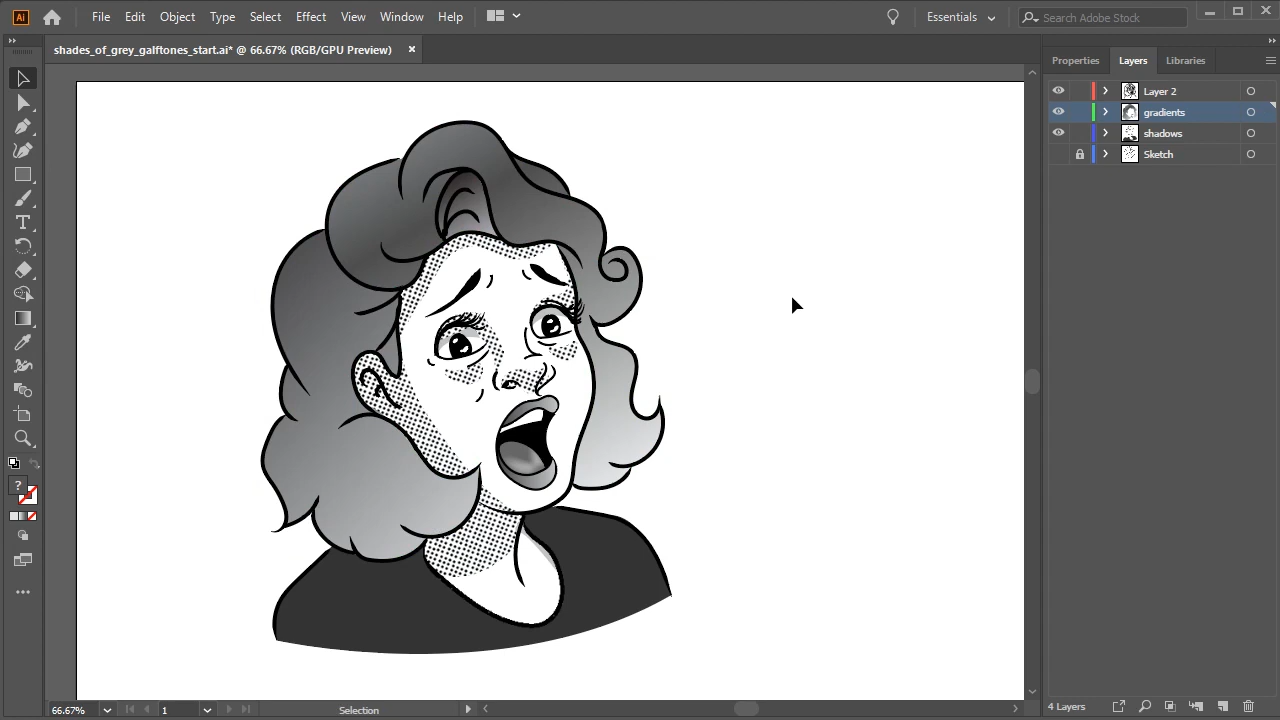 Ai File Edit Object Type Select Effect View Window Help Essentials Search Adobe Stock
shades_of_grey_galftones_start.ai* @ 66.67% (RGB/GPU Preview) ×
Properties Layers Libraries
Layer 2
gradients
shadows
Sketch
T
?
66.67% 1 Selection
4 Layers